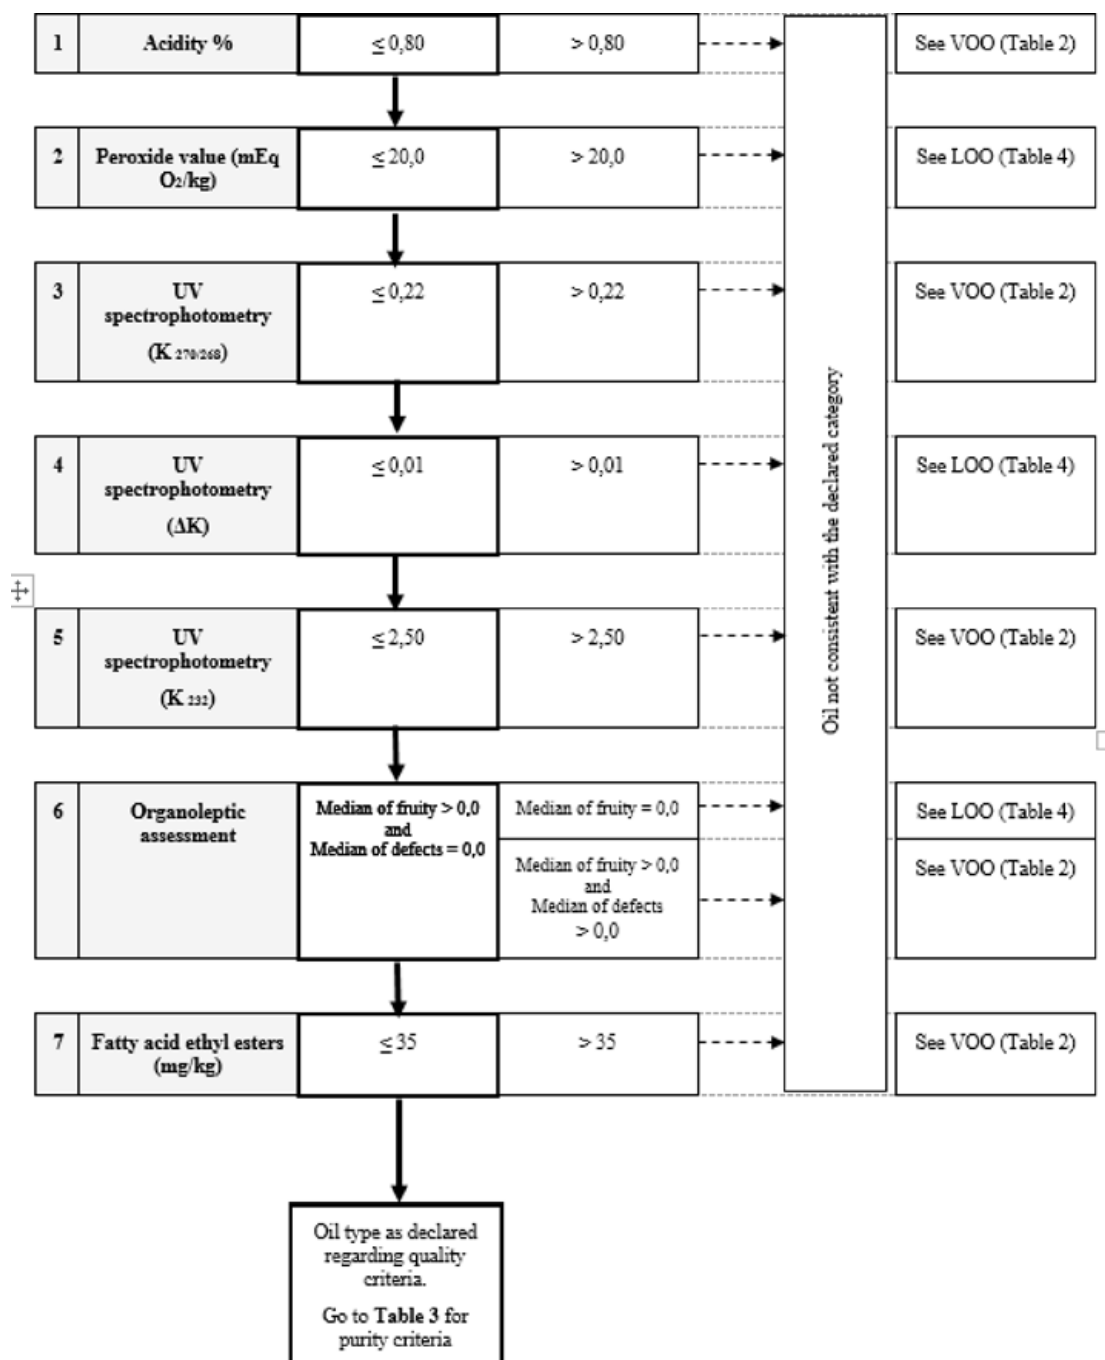 1
Acidity %
≤ 0,80
> 0,80
See VOO (Table 2)
2
Peroxide value (mEq
O2/kg)
≤ 20,0
> 20,0
See LOO (Table 4)
3
UV
spectrophotometry
(K 270/268)
≤ 0,22
> 0,22
See VOO (Table 2)
4
UV
spectrophotometry
(ΔK)
≤ 0,01
> 0,01
See LOO (Table 4)
5
UV
spectrophotometry
(K 232)
≤ 2,50
> 2,50
See VOO (Table 2)
6
Organoleptic
assessment
Median of fruity > 0,0
and
Median of defects = 0,0
Median of fruity = 0,0
See LOO (Table 4)
Median of fruity > 0,0
and
Median of defects
> 0,0
See VOO (Table 2)
7
Fatty acid ethyl esters
(mg/kg)
≤ 35
> 35
See VOO (Table 2)
Oil not consistent with the declared category
Oil type as declared
regarding quality
criteria.
Go to Table 3 for
purity criteria